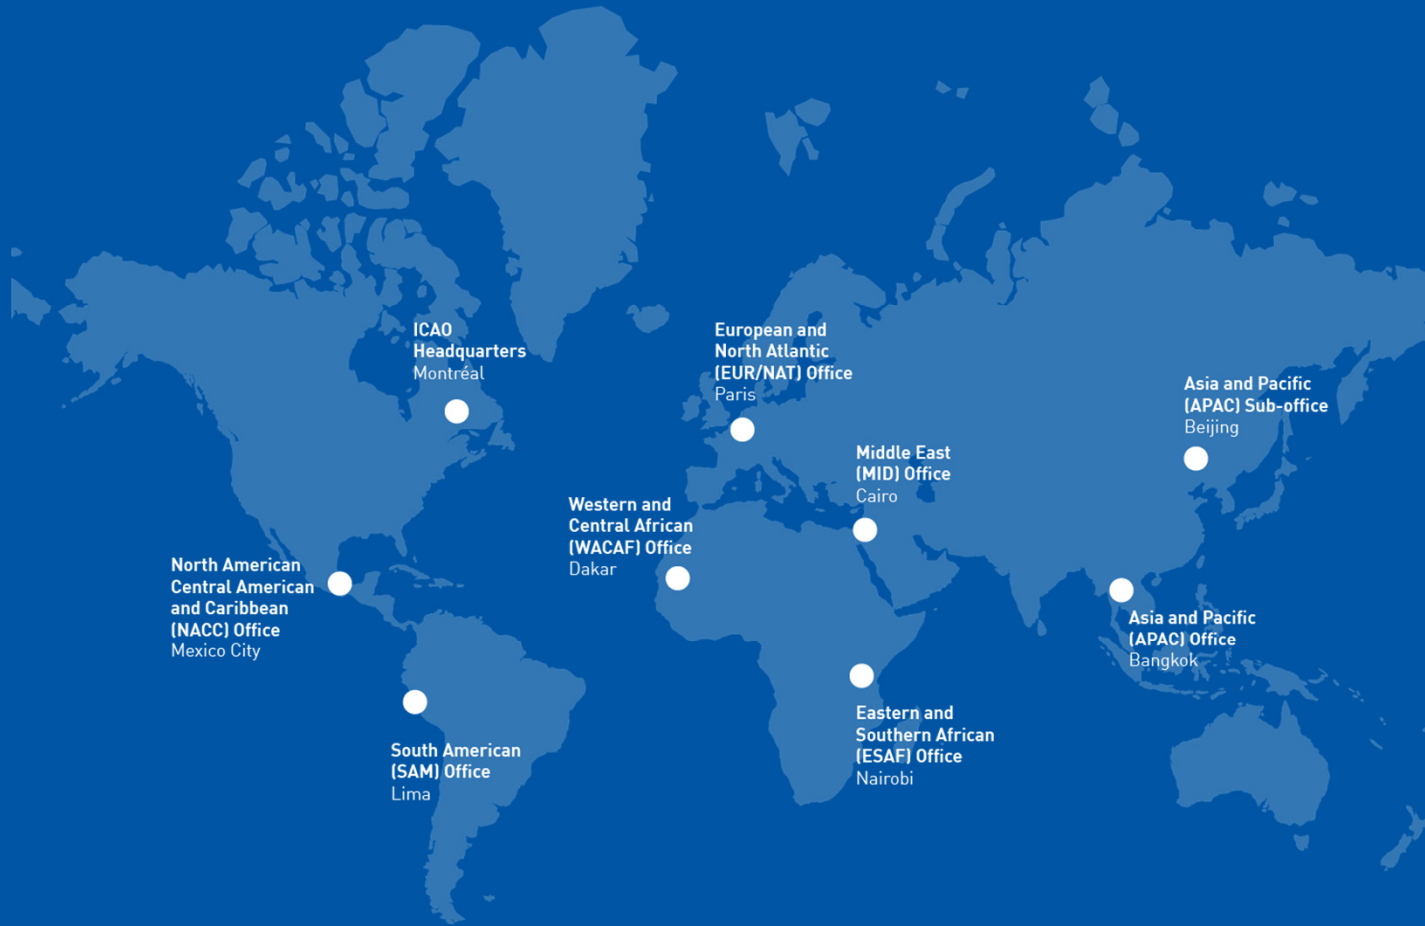 ICAO
Headquarters
Montréal
European and
North Atlantic
(EUR/NAT) Office
Paris
Asia and Pacific
(APAC) Sub-office
Beijing
Middle East
(MID) Office
Cairo
Western and
Central African
(WACAF) Office
Dakar
North American
Central American
and Caribbean
(NACC) Office
Mexico City
Asia and Pacific
(APAC) Office
Bangkok
Eastern and
Southern African
(ESAF) Office
Nairobi
South American
(SAM) Office
Lima